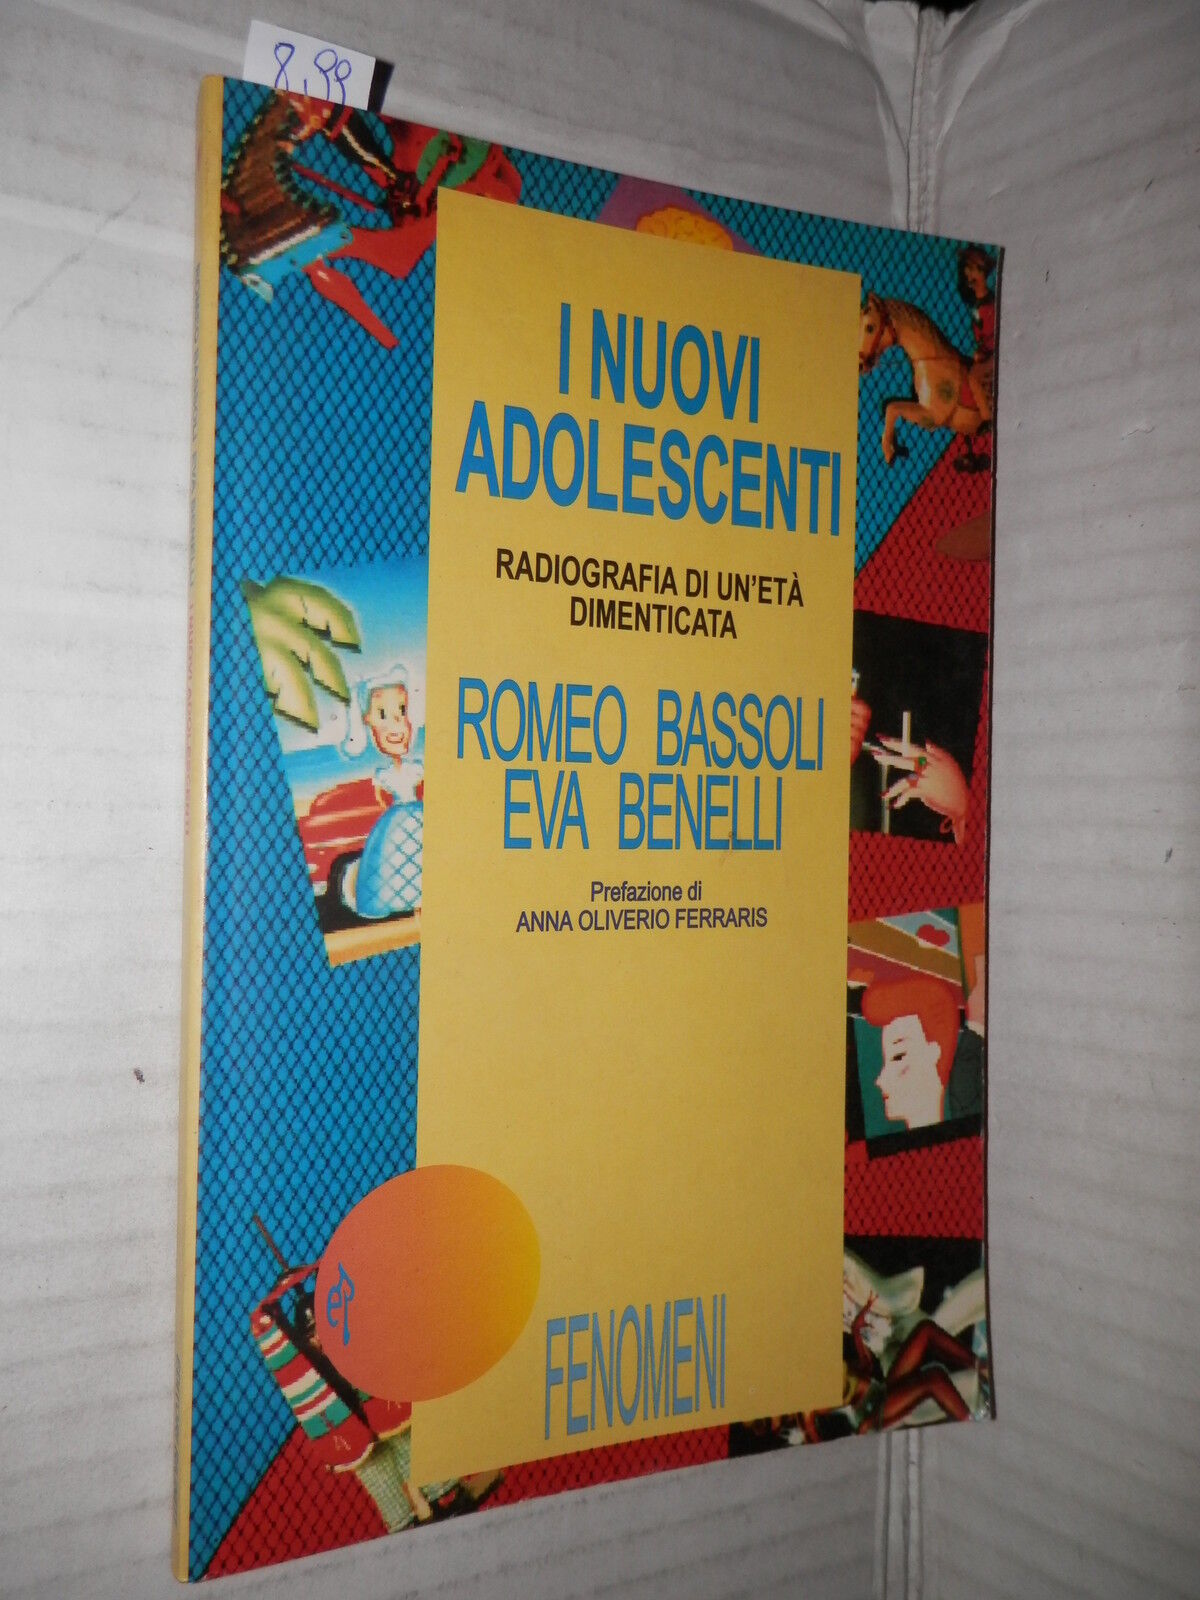 8,99
I NUOVI
ADOLESCENTI
RADIOGRAFIA DI UN'ETÀ
DIMENTICATA
ROMEO BASSOLI
EVA BENELLI
Prefazione di
ANNA OLIVERIO FERRARIS
eP
FENOMENI